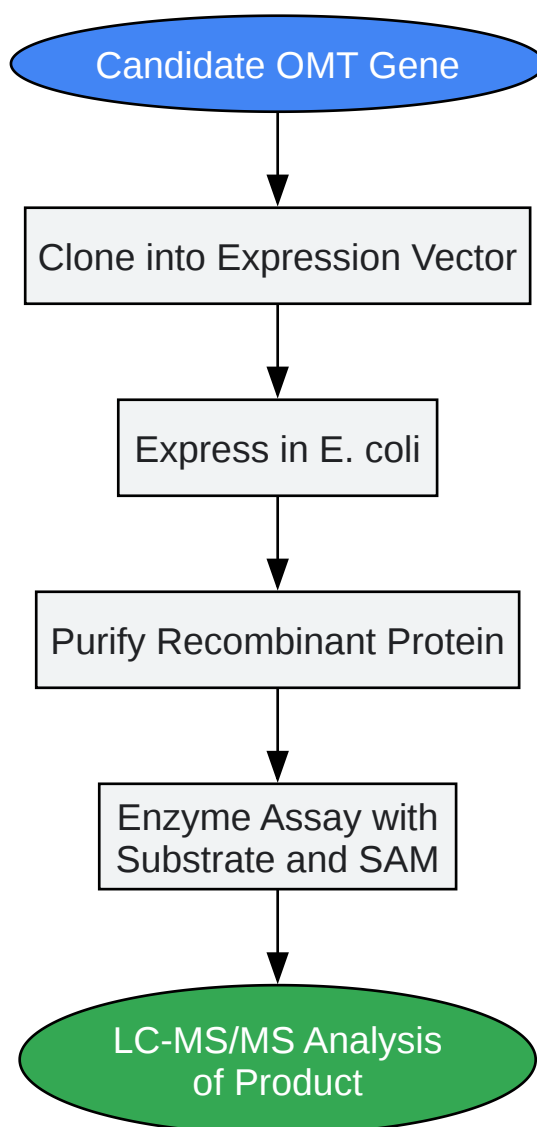 Candidate OMT Gene
Clone into Expression Vector
Express in E. coli
Purify Recombinant Protein
Enzyme Assay with
Substrate and SAM
LC-MS/MS Analysis
of Product